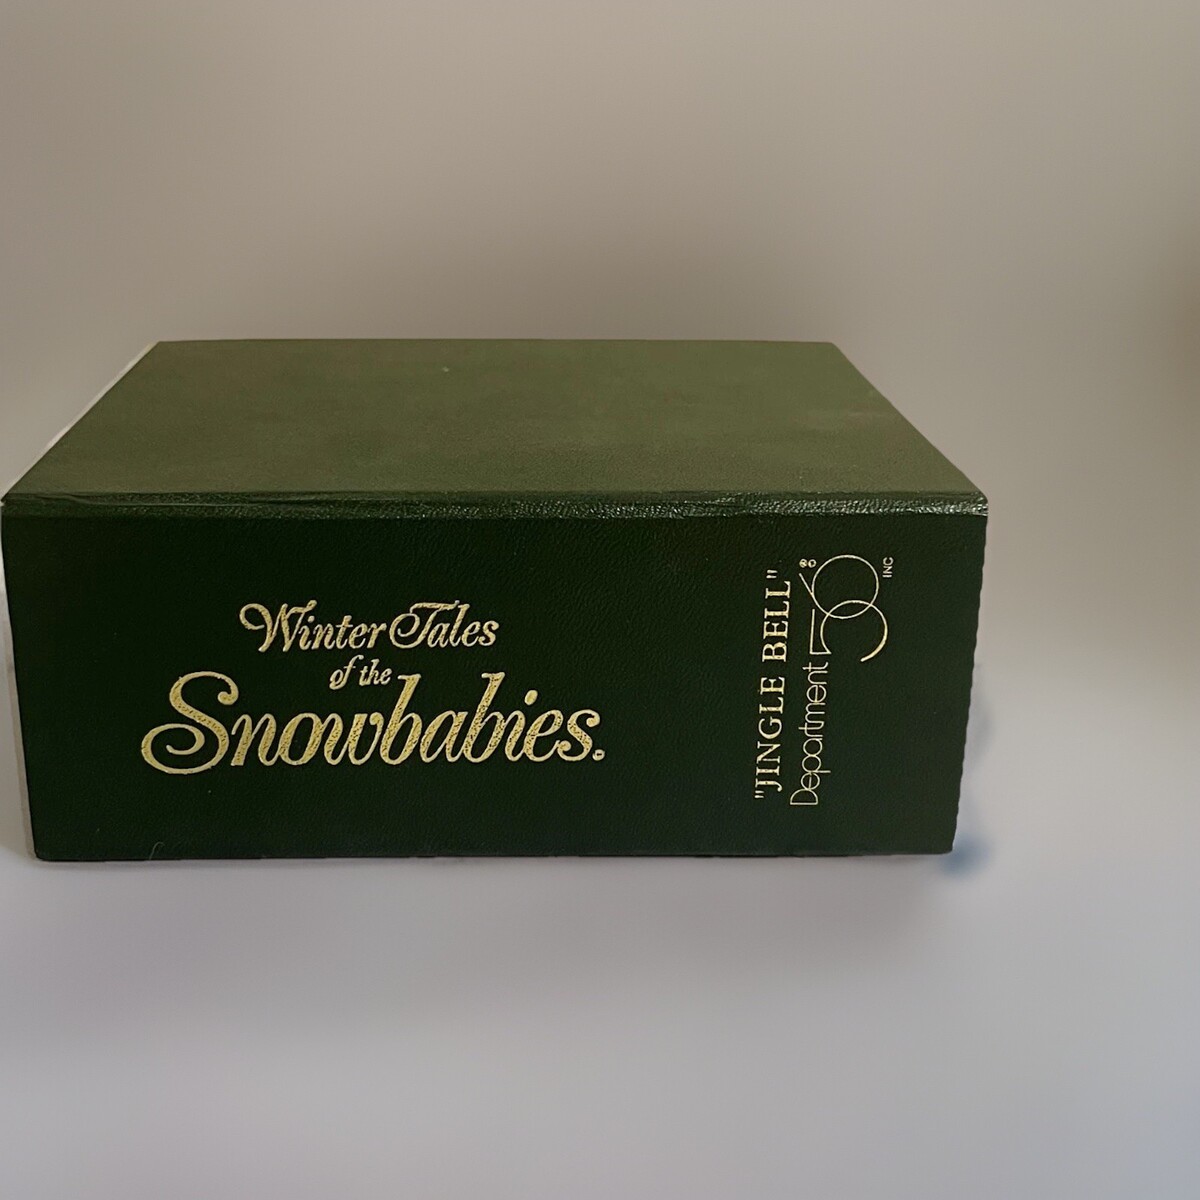 Winter Tales
of the
Snowbabies®
"JINGLE BELL"
Department 56® INC